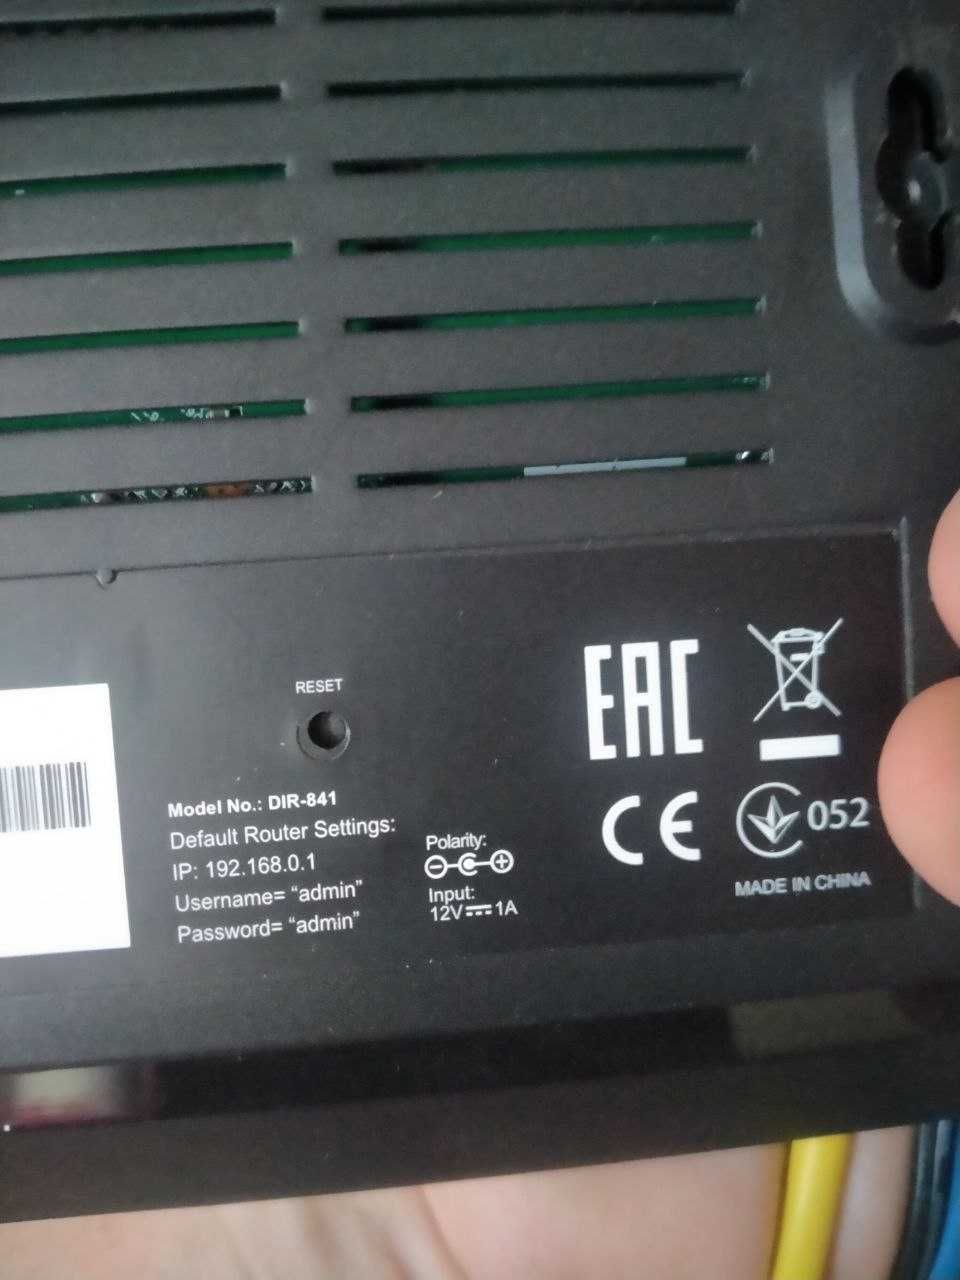 RESET
Model No.: DIR-841
Default Router Settings:
IP: 192.168.0.1
Username= “admin”
Password= “admin”
Polarity:
Input:
12V⎓1A
EAC
CE
052
MADE IN CHINA